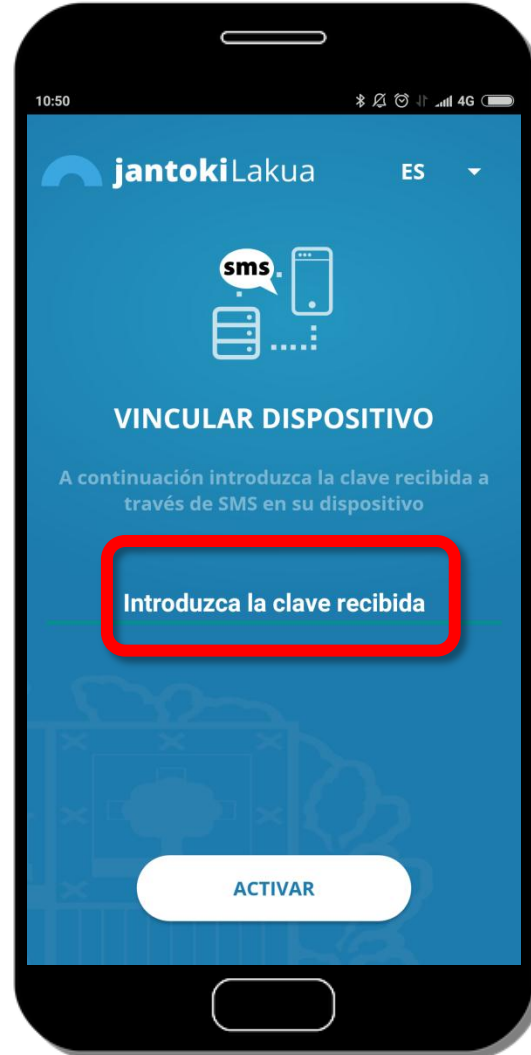 10:50 4G
jantokiLakua ES
sms
VINCULAR DISPOSITIVO
A continuación introduzca la clave recibida a
través de SMS en su dispositivo
Introduzca la clave recibida
ACTIVAR